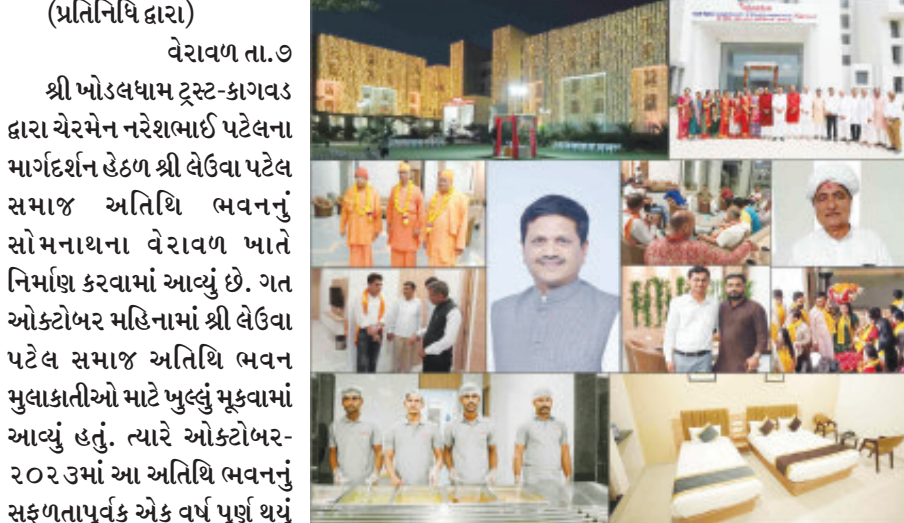 (પ્રતિનિધિ દ્વારા)
વેરાવળ તા.૭
શ્રી ખોડલધામ ટ્રસ્ટ-કાગવડ
દ્વારા ચેરમેન નરેશભાઈ પટેલના
માર્ગદર્શન હેઠળ શ્રી લેઉવા પટેલ
સમાજ અતિથિ ભવનનું
સોમનાથના વેરાવળ ખાતે
નિર્માણ કરવામાં આવ્યું છે. ગત
ઓક્ટોબર મહિનામાં શ્રી લેઉવા
પટેલ સમાજ અતિથિ ભવન
મુલાકાતીઓ માટે ખુલ્લું મૂકવામાં
આવ્યું હતું. ત્યારે ઓક્ટોબર-
૨૦૨૩માં આ અતિથિ ભવનનું
સફળતાપૂર્વક એક વર્ષ પૂર્ણ થયું